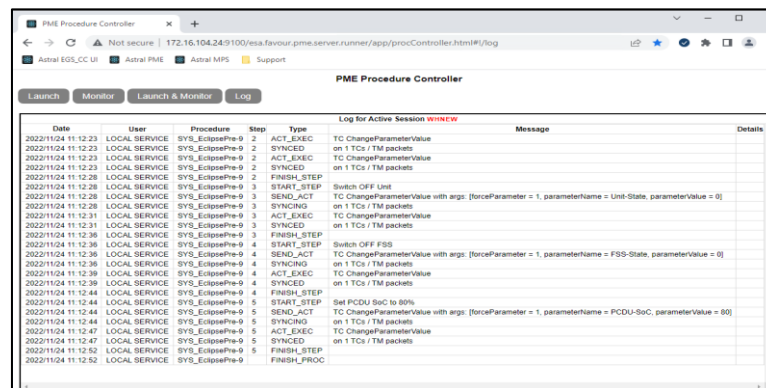 PME Procedure Controller
Not secure | 172.16.104.24:9100/esa.favour.pme.server.runner/app/procController.html#!/log
Astral EGS_CC UI Astral PME Astral MPS Support
PME Procedure Controller
Launch Monitor Launch & Monitor Log
Log for Active Session WHNEW
Date User Procedure Step Type Message Details
2022/11/24 11:12:23 LOCAL SERVICE SYS_EclipsePre-9 2 ACT_EXEC TC ChangeParameterValue
2022/11/24 11:12:23 LOCAL SERVICE SYS_EclipsePre-9 2 SYNCED on 1 TCs / TM packets
2022/11/24 11:12:23 LOCAL SERVICE SYS_EclipsePre-9 2 ACT_EXEC TC ChangeParameterValue
2022/11/24 11:12:23 LOCAL SERVICE SYS_EclipsePre-9 2 SYNCED on 1 TCs / TM packets
2022/11/24 11:12:28 LOCAL SERVICE SYS_EclipsePre-9 2 FINISH_STEP
2022/11/24 11:12:28 LOCAL SERVICE SYS_EclipsePre-9 3 START_STEP Switch OFF Unit
2022/11/24 11:12:28 LOCAL SERVICE SYS_EclipsePre-9 3 SEND_ACT TC ChangeParameterValue with args: [forceParameter = 1, parameterName = Unit-State, parameterValue = 0]
2022/11/24 11:12:28 LOCAL SERVICE SYS_EclipsePre-9 3 SYNCING on 1 TCs / TM packets
2022/11/24 11:12:31 LOCAL SERVICE SYS_EclipsePre-9 3 ACT_EXEC TC ChangeParameterValue
2022/11/24 11:12:31 LOCAL SERVICE SYS_EclipsePre-9 3 SYNCED on 1 TCs / TM packets
2022/11/24 11:12:36 LOCAL SERVICE SYS_EclipsePre-9 3 FINISH_STEP
2022/11/24 11:12:36 LOCAL SERVICE SYS_EclipsePre-9 4 START_STEP Switch OFF FSS
2022/11/24 11:12:36 LOCAL SERVICE SYS_EclipsePre-9 4 SEND_ACT TC ChangeParameterValue with args: [forceParameter = 1, parameterName = FSS-State, parameterValue = 0]
2022/11/24 11:12:36 LOCAL SERVICE SYS_EclipsePre-9 4 SYNCING on 1 TCs / TM packets
2022/11/24 11:12:39 LOCAL SERVICE SYS_EclipsePre-9 4 ACT_EXEC TC ChangeParameterValue
2022/11/24 11:12:39 LOCAL SERVICE SYS_EclipsePre-9 4 SYNCED on 1 TCs / TM packets
2022/11/24 11:12:44 LOCAL SERVICE SYS_EclipsePre-9 4 FINISH_STEP
2022/11/24 11:12:44 LOCAL SERVICE SYS_EclipsePre-9 5 START_STEP Set PCDU SoC to 80%
2022/11/24 11:12:44 LOCAL SERVICE SYS_EclipsePre-9 5 SEND_ACT TC ChangeParameterValue with args: [forceParameter = 1, parameterName = PCDU-SoC, parameterValue = 80]
2022/11/24 11:12:44 LOCAL SERVICE SYS_EclipsePre-9 5 SYNCING on 1 TCs / TM packets
2022/11/24 11:12:47 LOCAL SERVICE SYS_EclipsePre-9 5 ACT_EXEC TC ChangeParameterValue
2022/11/24 11:12:47 LOCAL SERVICE SYS_EclipsePre-9 5 SYNCED on 1 TCs / TM packets
2022/11/24 11:12:52 LOCAL SERVICE SYS_EclipsePre-9 5 FINISH_STEP
2022/11/24 11:12:52 LOCAL SERVICE SYS_EclipsePre-9 FINISH_PROC